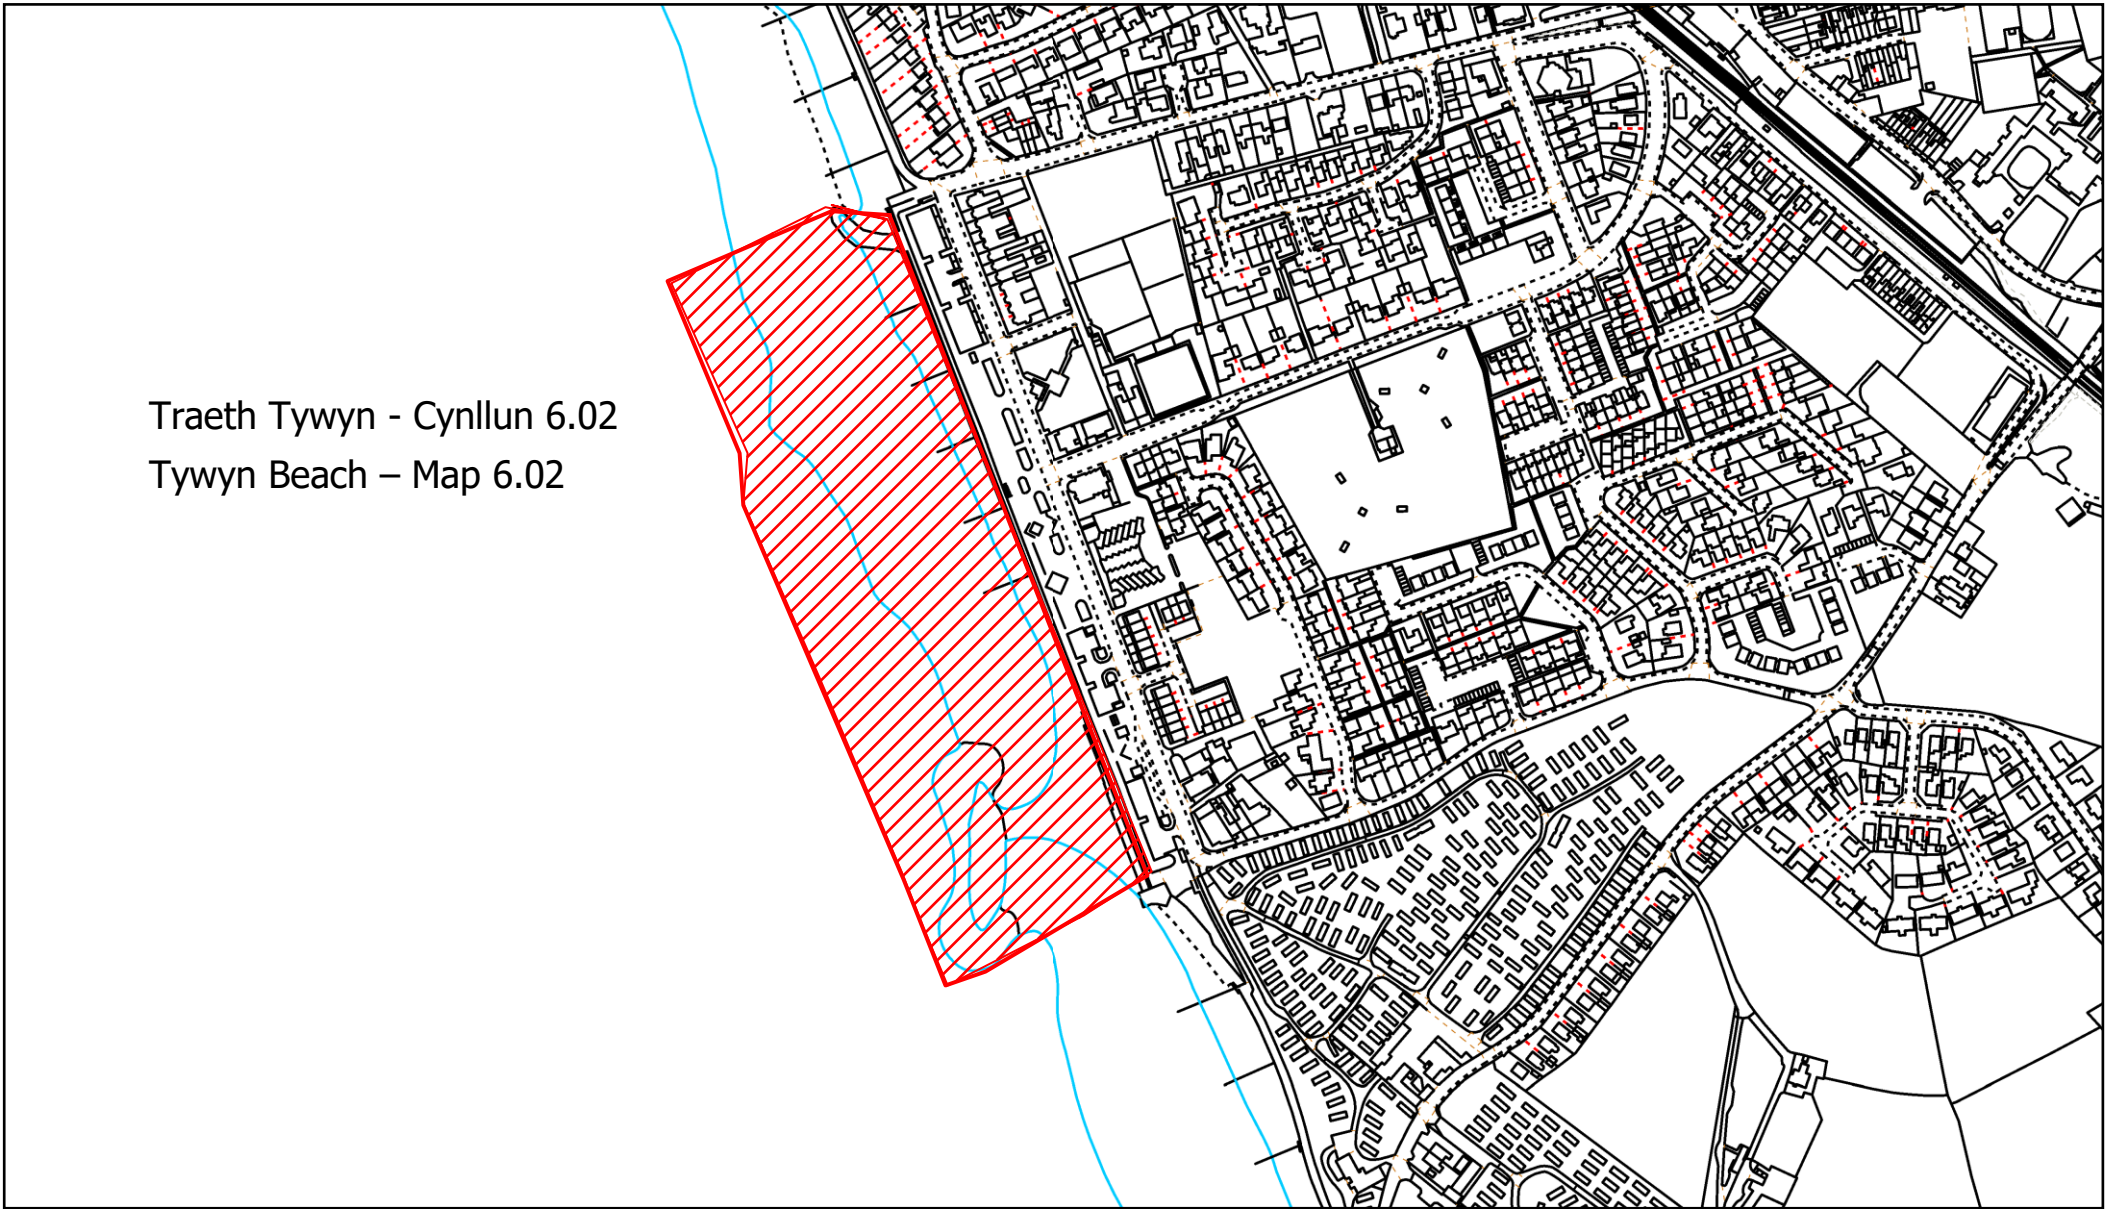 Traeth Tywyn - Cynllun 6.02
Tywyn Beach – Map 6.02